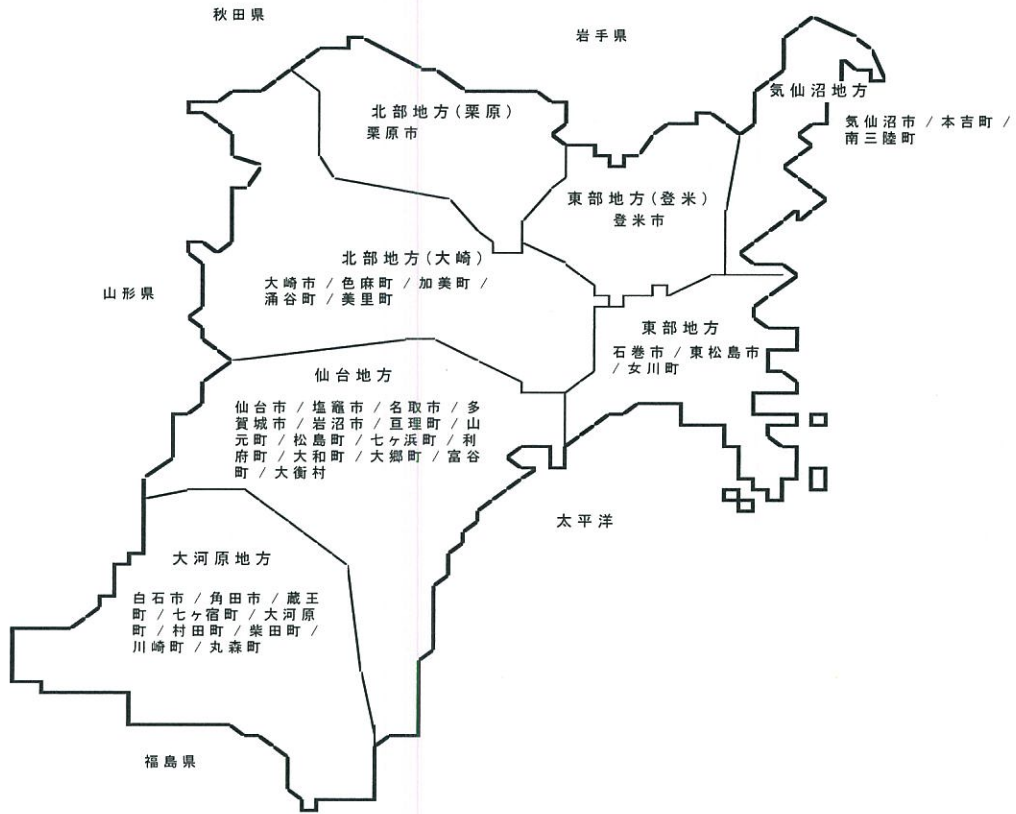 秋田県
岩手県
気仙沼地方
気仙沼市 / 本吉町 /
南三陸町
北部地方(栗原)
栗原市
東部地方(登米)
登米市
北部地方(大崎)
大崎市 / 色麻町 / 加美町 /
涌谷町 / 美里町
山形県
東部地方
石巻市 / 東松島市
/ 女川町
仙台地方
仙台市 / 塩竈市 / 名取市 / 多
賀城市 / 岩沼市 / 亘理町 / 山
元町 / 松島町 / 七ヶ浜町 / 利
府町 / 大和町 / 大郷町 / 富谷
町 / 大衡村
太平洋
大河原地方
白石市 / 角田市 / 蔵王
町 / 七ヶ宿町 / 大河原
町 / 村田町 / 柴田町 /
川崎町 / 丸森町
福島県